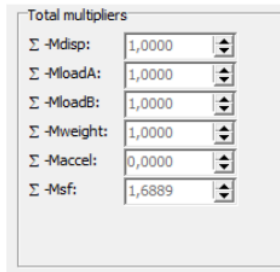 Total multipliers
Σ -Mdisp: 1,0000
Σ -MloadA: 1,0000
Σ -MloadB: 1,0000
Σ -Mweight: 1,0000
Σ -Maccel: 0,0000
Σ -Msf: 1,6889